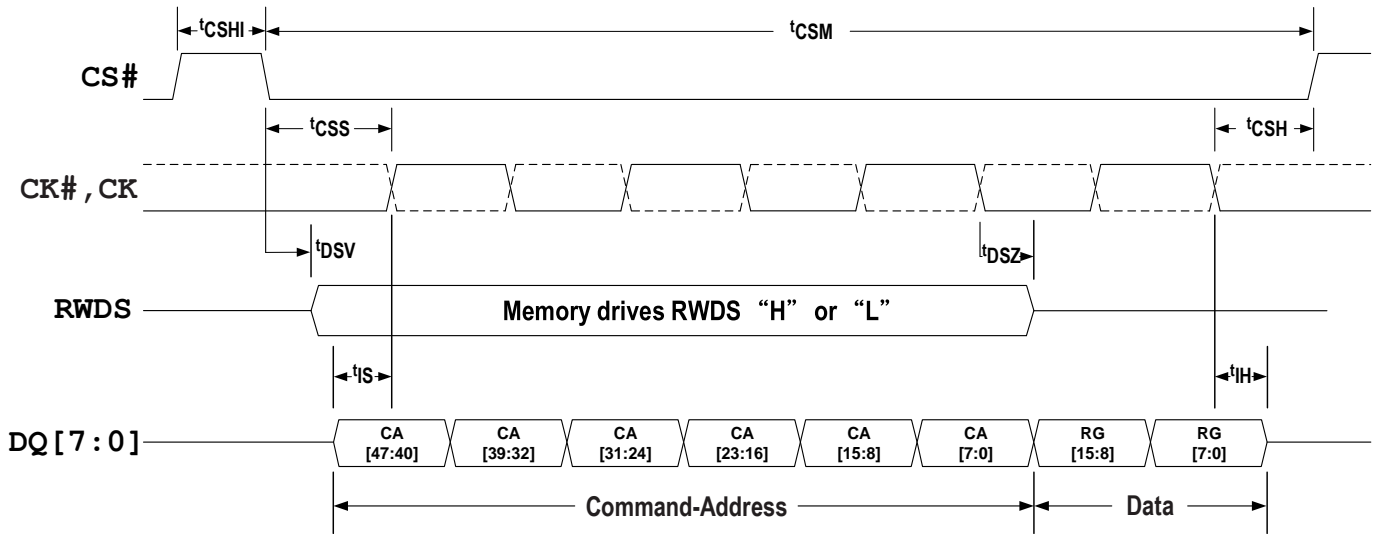 tCSHI
tCSM
CS#
tCSS
tCSH
CK#,CK
tDSV
tDSZ
RWDS
Memory drives RWDS “H” or “L”
tIS
tIH
DQ[7:0]
CA
[47:40]
CA
[39:32]
CA
[31:24]
CA
[23:16]
CA
[15:8]
CA
[7:0]
RG
[15:8]
RG
[7:0]
Command-Address
Data